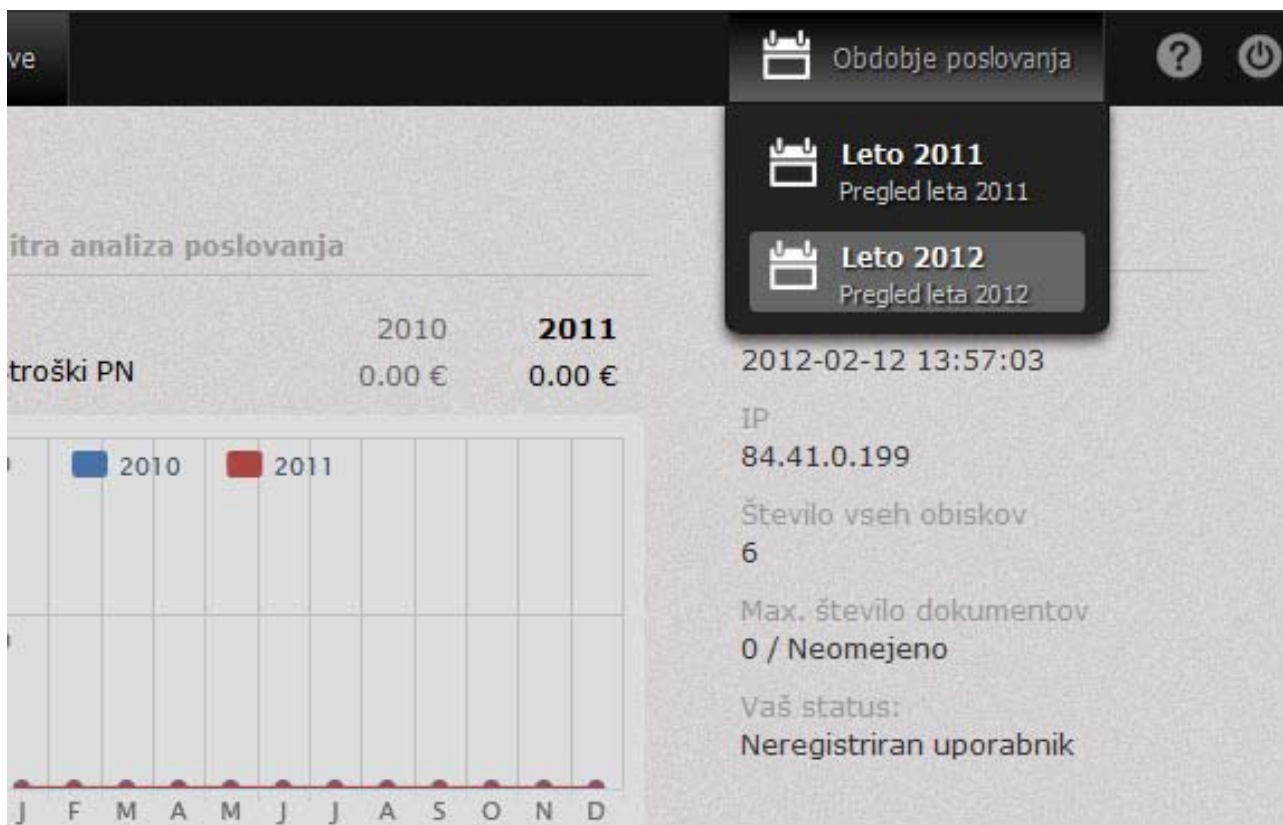 ve
Obdobje poslovanja
?
Leto 2011
Pregled leta 2011
Leto 2012
Pregled leta 2012
itra analiza poslovanja
2010 2011
troški PN 0.00 € 0.00 €
2010 2011
J F M A M J J A S O N D
2012-02-12 13:57:03
IP
84.41.0.199
Število vseh obiskov
6
Max. število dokumentov
0 / Neomejeno
Vaš status:
Neregistriran uporabnik